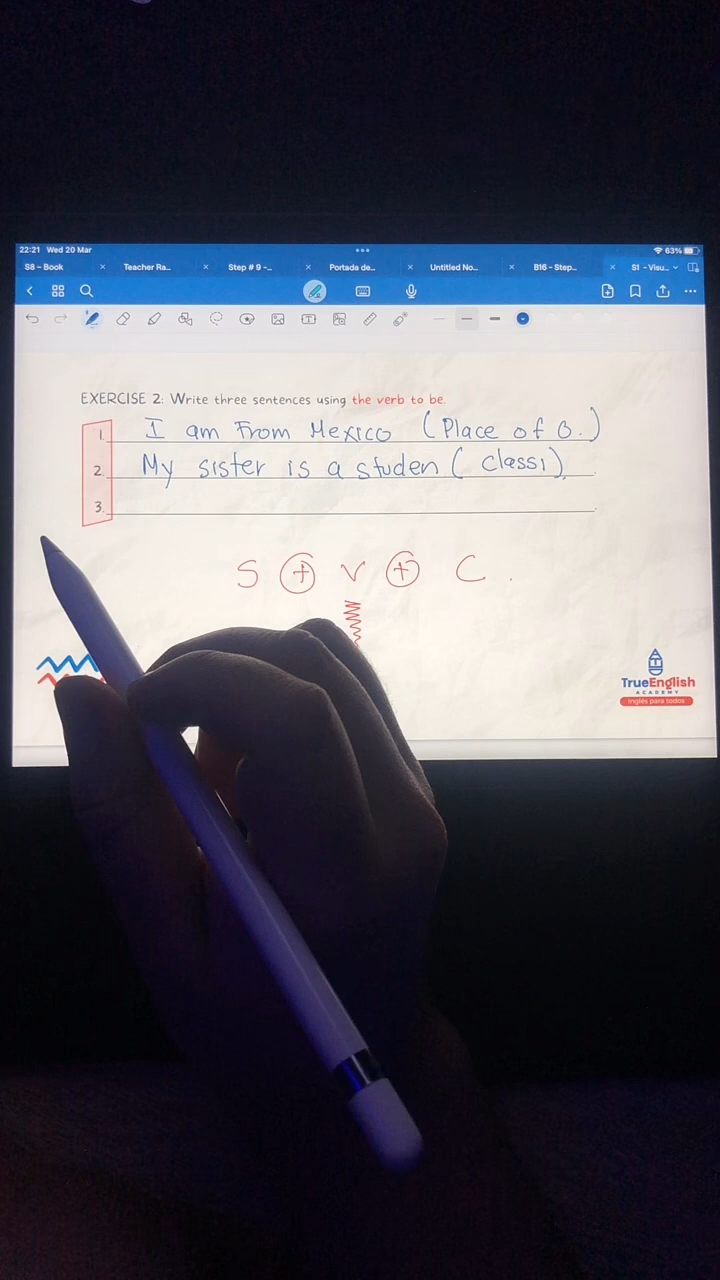 22:21 Wed 20 Mar
63%
S8 - Book
Teacher Ra...
Step # 9 -...
Portada de...
Untitled No...
B16 - Step...
S1 - Visu...
EXERCISE 2: Write three sentences using the verb to be.
1. I am From Mexico (Place of O.)
2. My sister is a studen ( class1).
3.
S + V + C.
TrueEnglish
ACADEMY
Inglés para todos